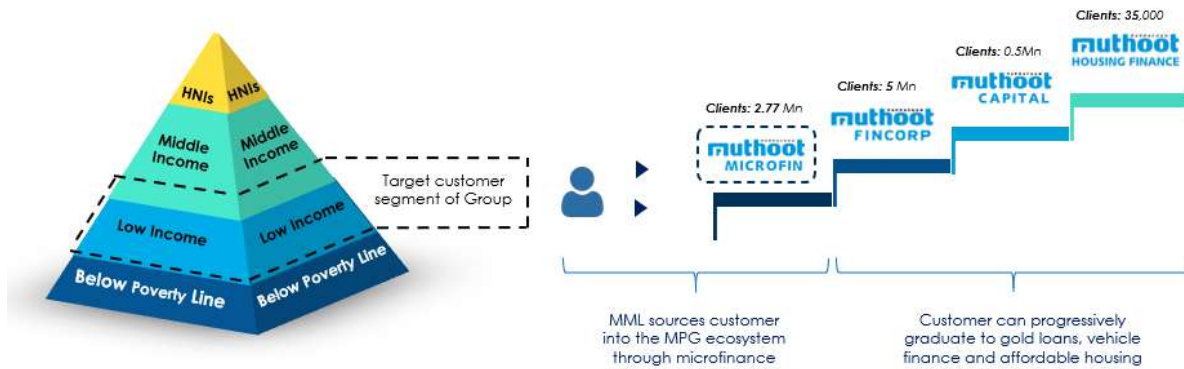 HNIs
HNIs
Middle
Income
Middle
Income
Low Income
Low Income
Below Poverty Line
Below Poverty Line
Target customer
segment of Group
Clients: 2.77 Mn
muthoot
MICROFIN
Clients: 5 Mn
muthoot
FINCORP
Clients: 0.5Mn
muthoot
CAPITAL
Clients: 35,000
muthoot
HOUSING FINANCE
MML sources customer
into the MPG ecosystem
through microfinance
Customer can progressively
graduate to gold loans, vehicle
finance and affordable housing